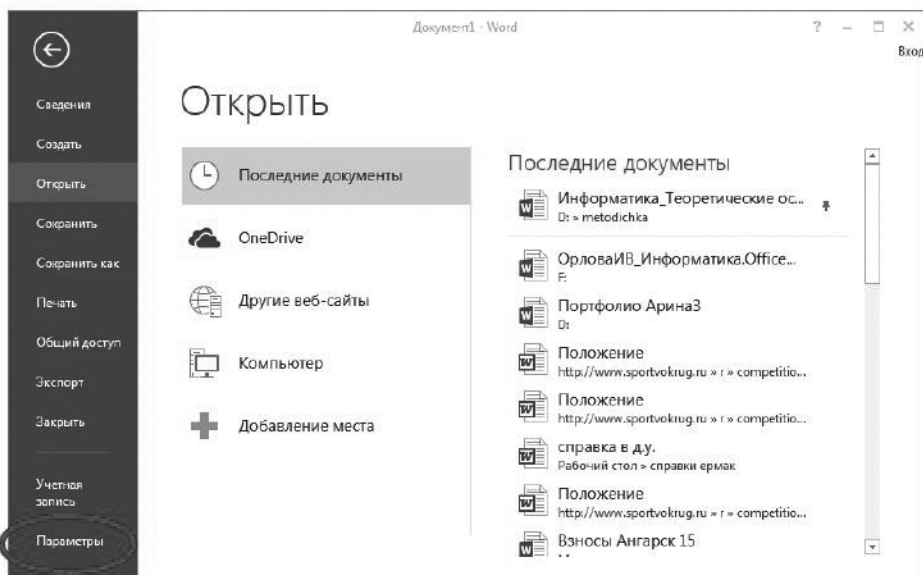 Документ1 - Word
?
Вход
Сведения
Создать
Открыть
Сохранить
Сохранить как
Печать
Общий доступ
Экспорт
Закрыть
Учетная
запись
Параметры
Открыть
Последние документы
OneDrive
Другие веб-сайты
Компьютер
Добавление места
Последние документы
Информатика_Теоретические ос...
D: » metodichka
ОрловаИВ_Информатика.Office...
F:
Портфолио Арина3
D:
Положение
http://www.sportvokrug.ru » r » competitio...
Положение
http://www.sportvokrug.ru » r » competitio...
справка в д.у.
Рабочий стол » справки ермак
Положение
http://www.sportvokrug.ru » r » competitio...
Взносы Ангарск 15